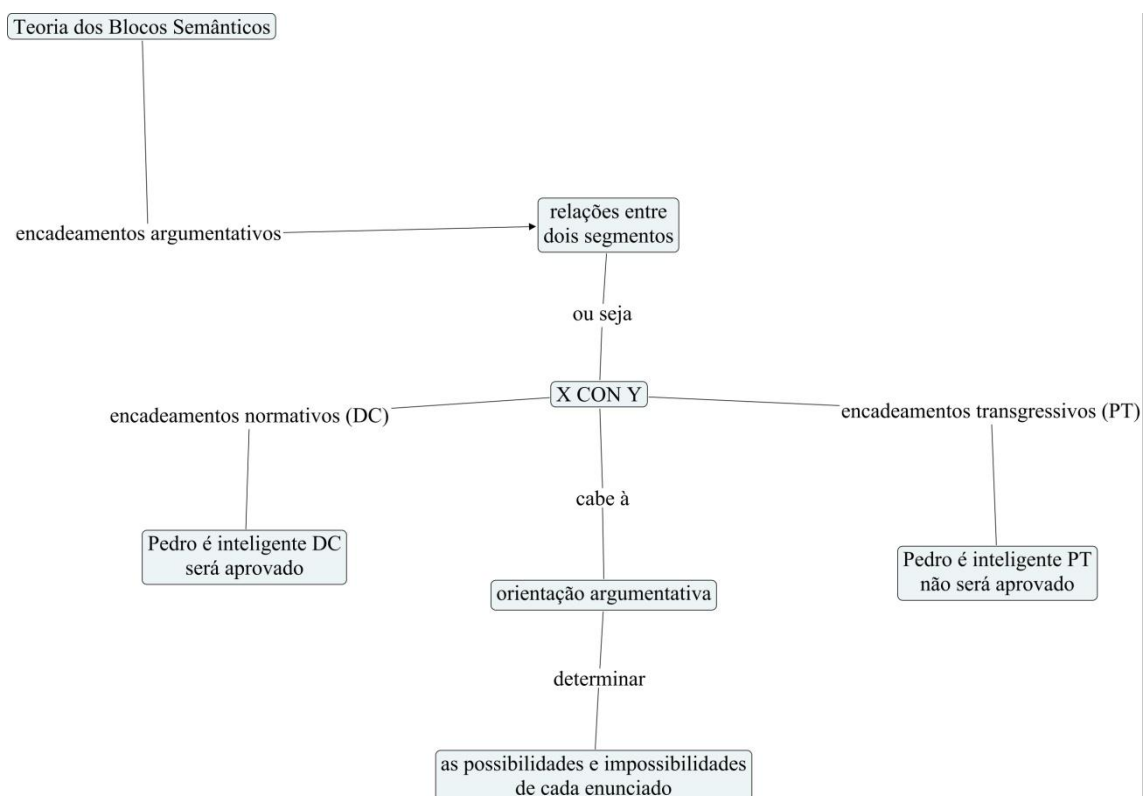 Teoria dos Blocos Semânticos
encadeamentos argumentativos
relações entre
dois segmentos
ou seja
X CON Y
encadeamentos normativos (DC)
encadeamentos transgressivos (PT)
Pedro é inteligente DC
será aprovado
cabe à
Pedro é inteligente PT
não será aprovado
orientação argumentativa
determinar
as possibilidades e impossibilidades
de cada enunciado